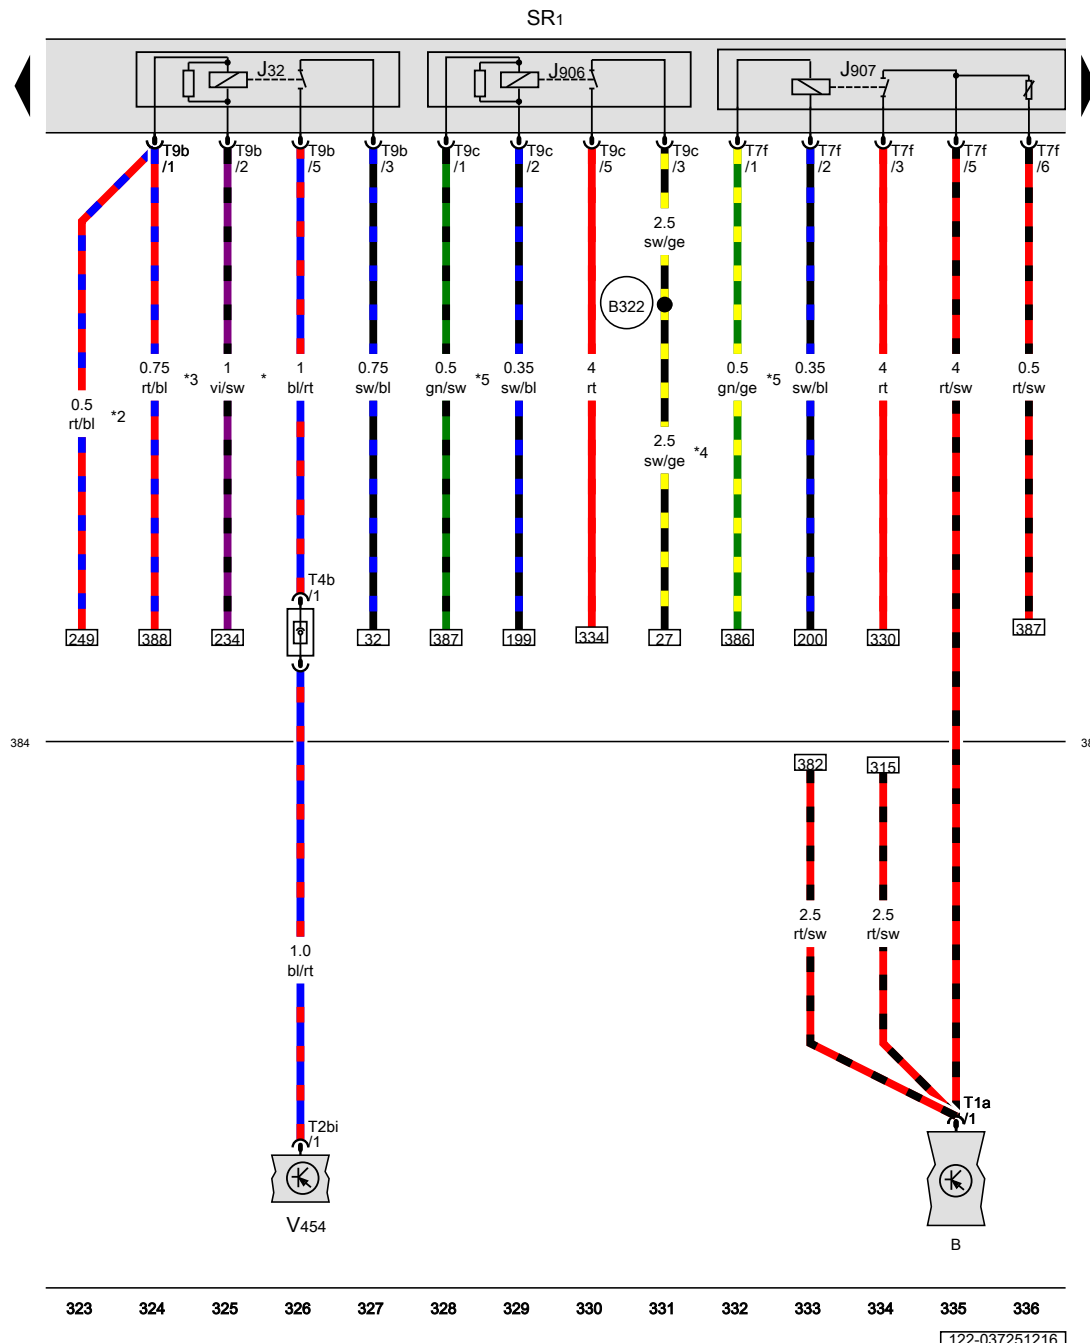 SR1
J32 J906 J907
T9b/1 T9b/2 T9b/5 T9b/3 T9c/1 T9c/2 T9c/5 T9c/3 T7f/1 T7f/2 T7f/3 T7f/5 T7f/6
2.5 sw/ge
B322
0.5 rt/bl *2
0.75 rt/bl *3
1 vi/sw *
1 bl/rt
0.75 sw/bl
0.5 gn/sw *5
0.35 sw/bl
4 rt
2.5 sw/ge *4
0.5 gn/ge *5
0.35 sw/bl
4 rt
4 rt/sw
0.5 rt/sw
T4b/1
249 388 234 32 387 199 334 27 386 200 330 387
384
382 315
2.5 rt/sw
2.5 rt/sw
1.0 bl/rt
T1a/1
T2bi/1
V454
B
323 324 325 326 327 328 329 330 331 332 333 334 335 336
122-037251216